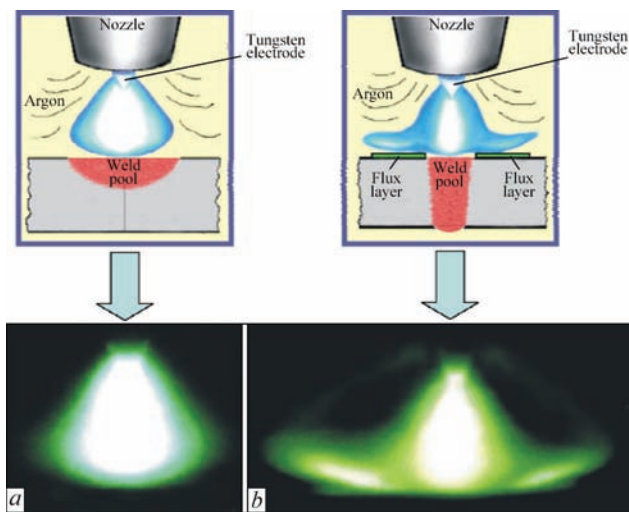 Nozzle
Tungsten
electrode
Argon
Weld
pool
Nozzle
Tungsten
electrode
Argon
Flux
layer
Weld
pool
Flux
layer
a
b